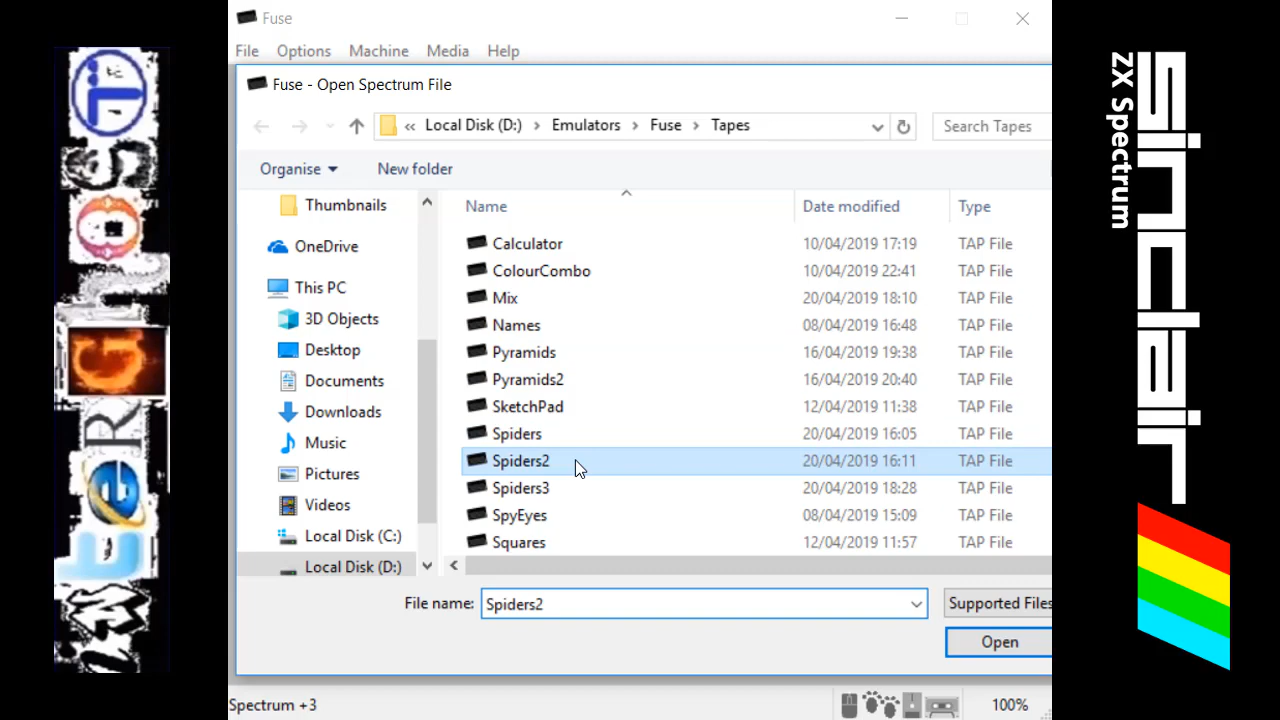 Fuse
File Options Machine Media Help
Fuse - Open Spectrum File
« Local Disk (D:) > Emulators > Fuse > Tapes
Search Tapes
Organise New folder
Thumbnails
OneDrive
This PC
3D Objects
Desktop
Documents
Downloads
Music
Pictures
Videos
Local Disk (C:)
Local Disk (D:)
Name Date modified Type
Calculator 10/04/2019 17:19 TAP File
ColourCombo 10/04/2019 22:41 TAP File
Mix 20/04/2019 18:10 TAP File
Names 08/04/2019 16:48 TAP File
Pyramids 16/04/2019 19:38 TAP File
Pyramids2 16/04/2019 20:40 TAP File
SketchPad 12/04/2019 11:38 TAP File
Spiders 20/04/2019 16:05 TAP File
Spiders2 20/04/2019 16:11 TAP File
Spiders3 20/04/2019 18:28 TAP File
SpyEyes 08/04/2019 15:09 TAP File
Squares 12/04/2019 11:57 TAP File
File name: Spiders2
Supported Files
Open
Spectrum +3
100%
sinclair
ZX Spectrum